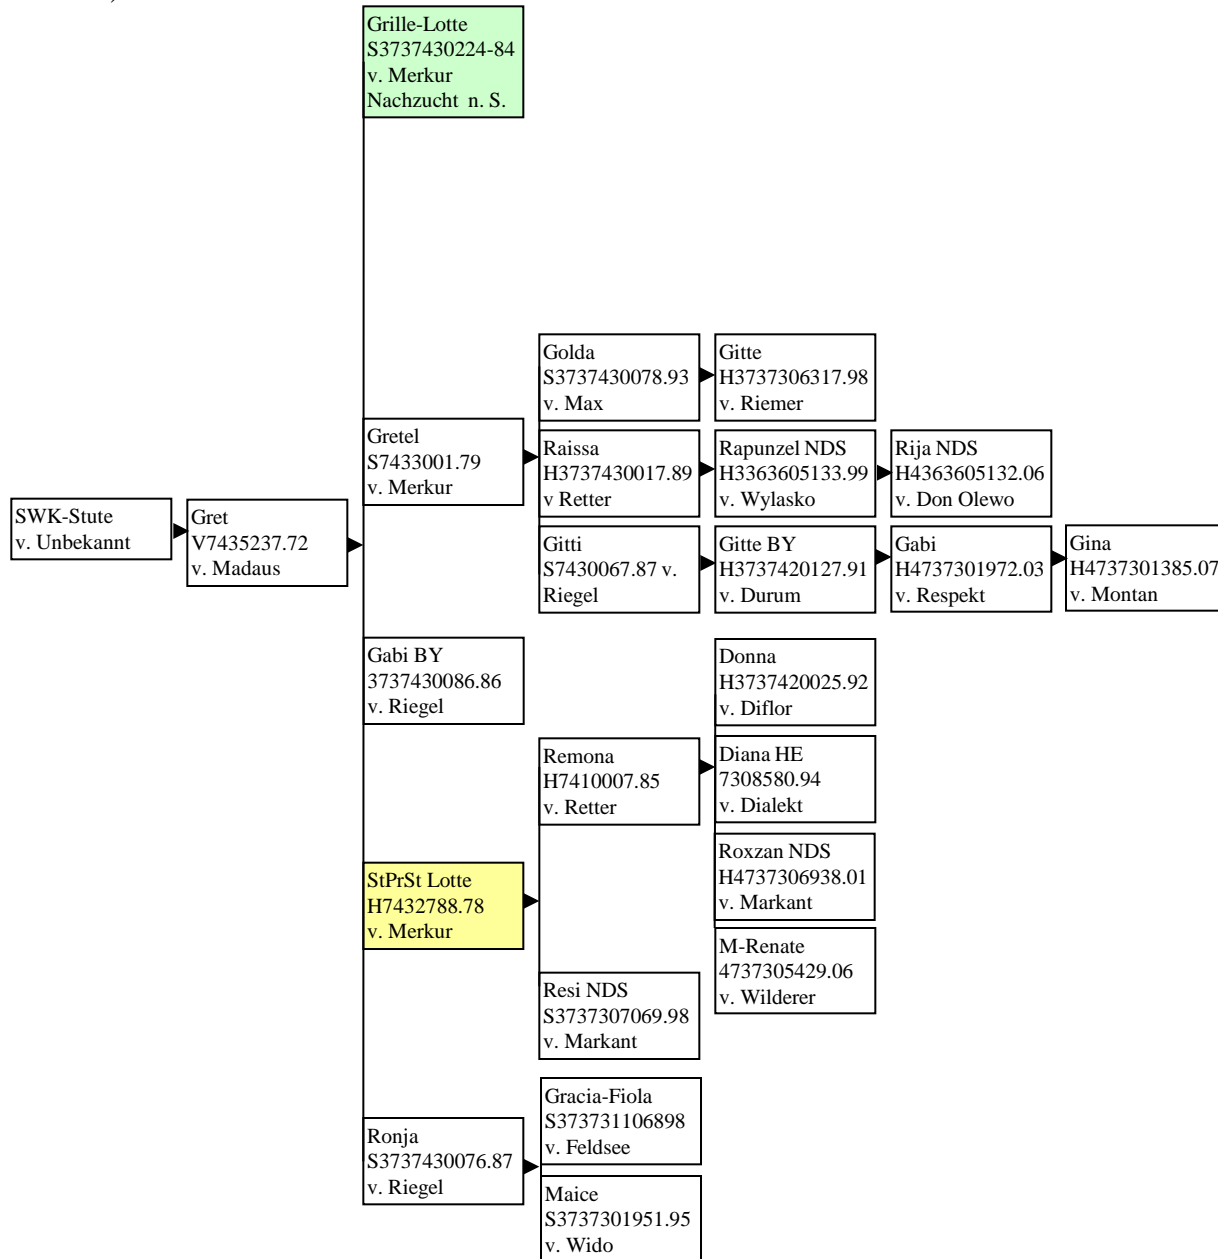 Grille-Lotte
S3737430224-84
v. Merkur
Nachzucht n. S.
Golda
S3737430078.93
v. Max
Gitte
H3737306317.98
v. Riemer
Gretel
S7433001.79
v. Merkur
Raissa
H3737430017.89
v Retter
Rapunzel NDS
H3363605133.99
v. Wylasko
Rija NDS
H4363605132.06
v. Don Olewo
SWK-Stute
v. Unbekannt
Gret
V7435237.72
v. Madaus
Gitti
S7430067.87 v.
Riegel
Gitte BY
H3737420127.91
v. Durum
Gabi
H4737301972.03
v. Respekt
Gina
H4737301385.07
v. Montan
Gabi BY
3737430086.86
v. Riegel
Donna
H3737420025.92
v. Diflor
Remona
H7410007.85
v. Retter
Diana HE
7308580.94
v. Dialekt
StPrSt Lotte
H7432788.78
v. Merkur
Roxzan NDS
H4737306938.01
v. Markant
M-Renate
4737305429.06
v. Wilderer
Resi NDS
S3737307069.98
v. Markant
Ronja
S3737430076.87
v. Riegel
Gracia-Fiola
S373731106898
v. Feldsee
Maice
S3737301951.95
v. Wido